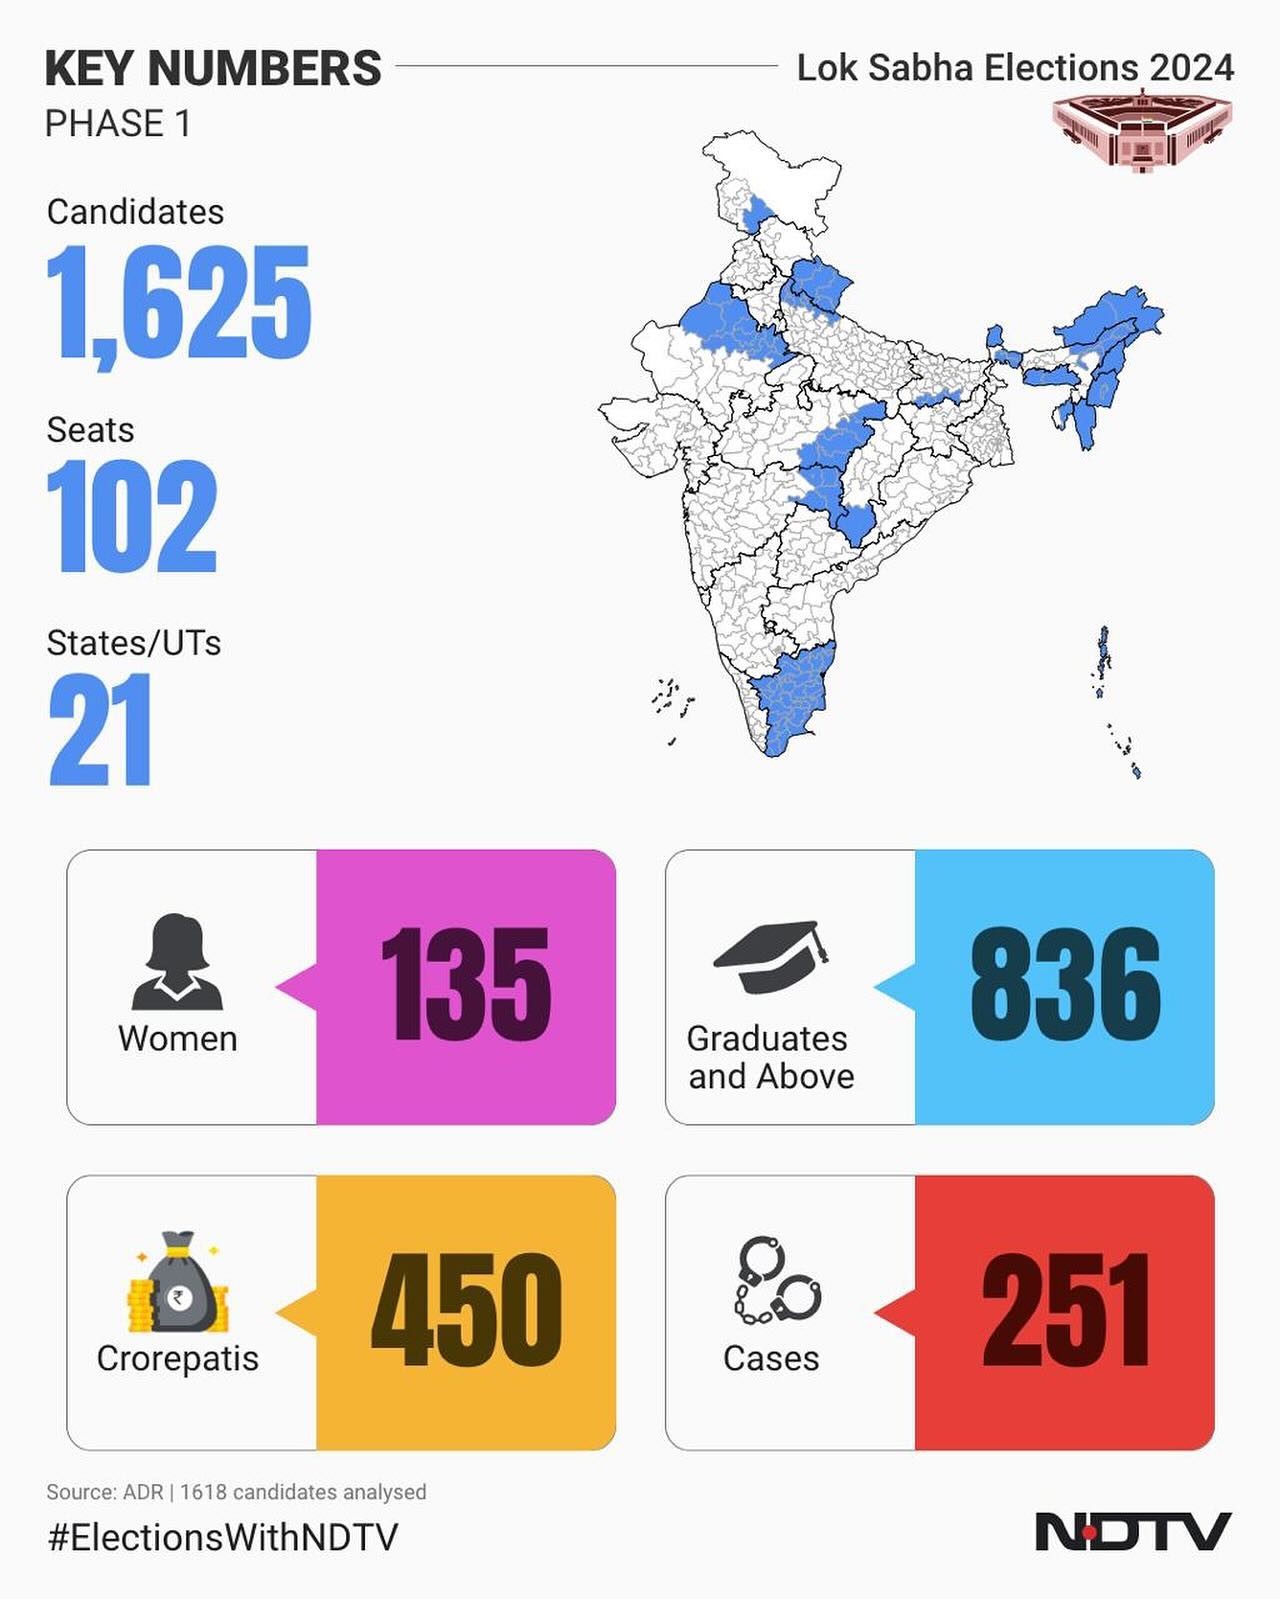 KEY NUMBERS
Lok Sabha Elections 2024
PHASE 1
Candidates
1,625
Seats
102
States/UTs
21
Women
135
Graduates
and Above
836
₹
Crorepatis
450
Cases
251
Source: ADR | 1618 candidates analysed
#ElectionsWithNDTV
NDTV